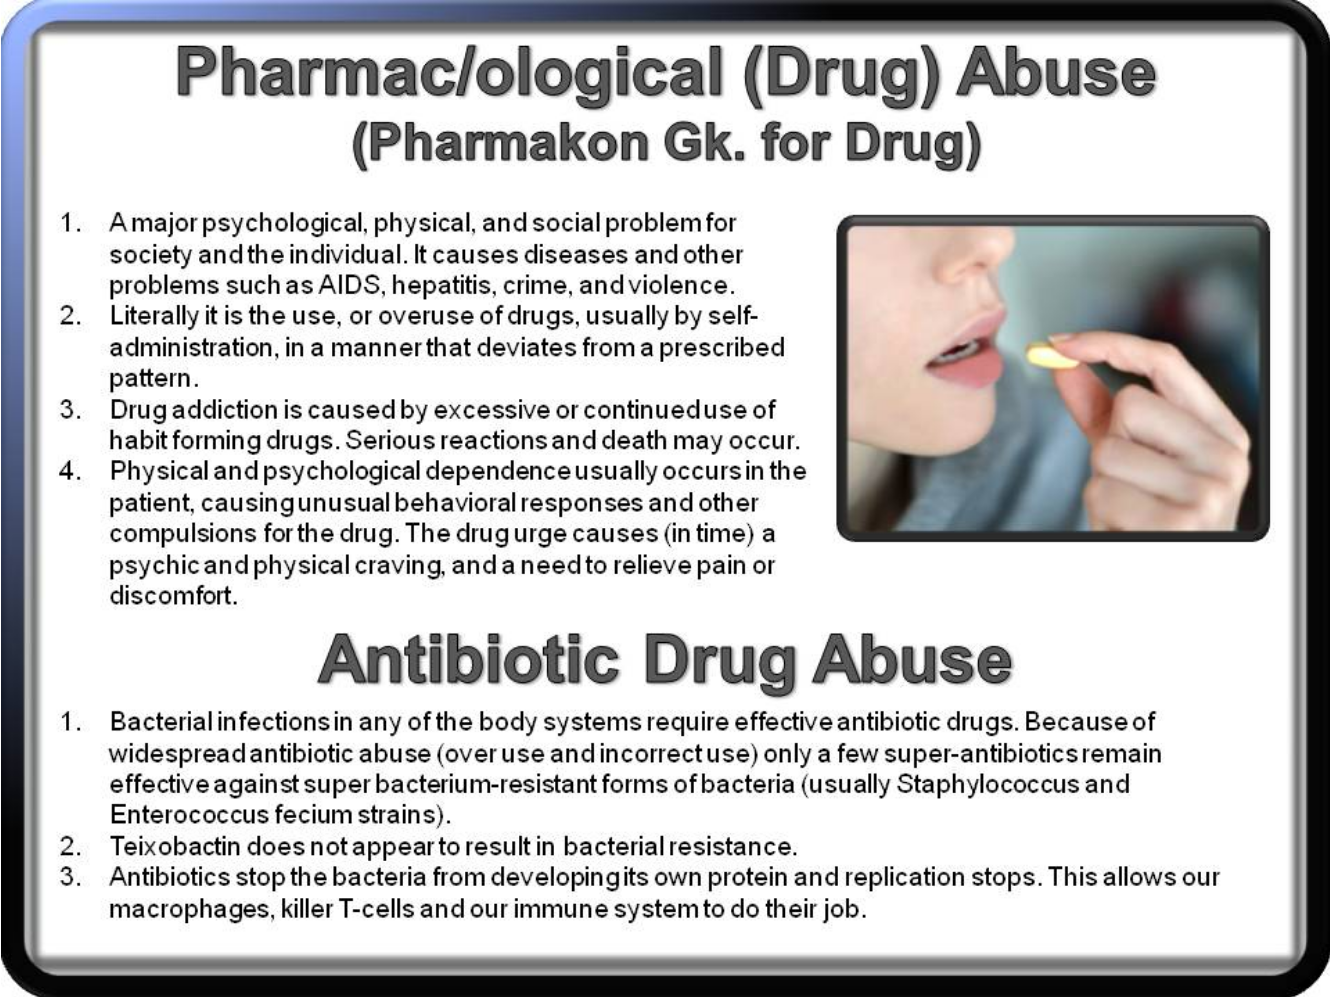 Pharmac/ological (Drug) Abuse
(Pharmakon Gk. for Drug)
1. A major psychological, physical, and social problem for
society and the individual. It causes diseases and other
problems such as AIDS, hepatitis, crime, and violence.
2. Literally it is the use, or overuse of drugs, usually by self-
administration, in a manner that deviates from a prescribed
pattern.
3. Drug addiction is caused by excessive or continued use of
habit forming drugs. Serious reactions and death may occur.
4. Physical and psychological dependence usually occurs in the
patient, causing unusual behavioral responses and other
compulsions for the drug. The drug urge causes (in time) a
psychic and physical craving, and a need to relieve pain or
discomfort.
Antibiotic Drug Abuse
1. Bacterial infections in any of the body systems require effective antibiotic drugs. Because of
widespread antibiotic abuse (over use and incorrect use) only a few super-antibiotics remain
effective against super bacterium-resistant forms of bacteria (usually Staphylococcus and
Enterococcus fecium strains).
2. Teixobactin does not appear to result in bacterial resistance.
3. Antibiotics stop the bacteria from developing its own protein and replication stops. This allows our
macrophages, killer T-cells and our immune system to do their job.